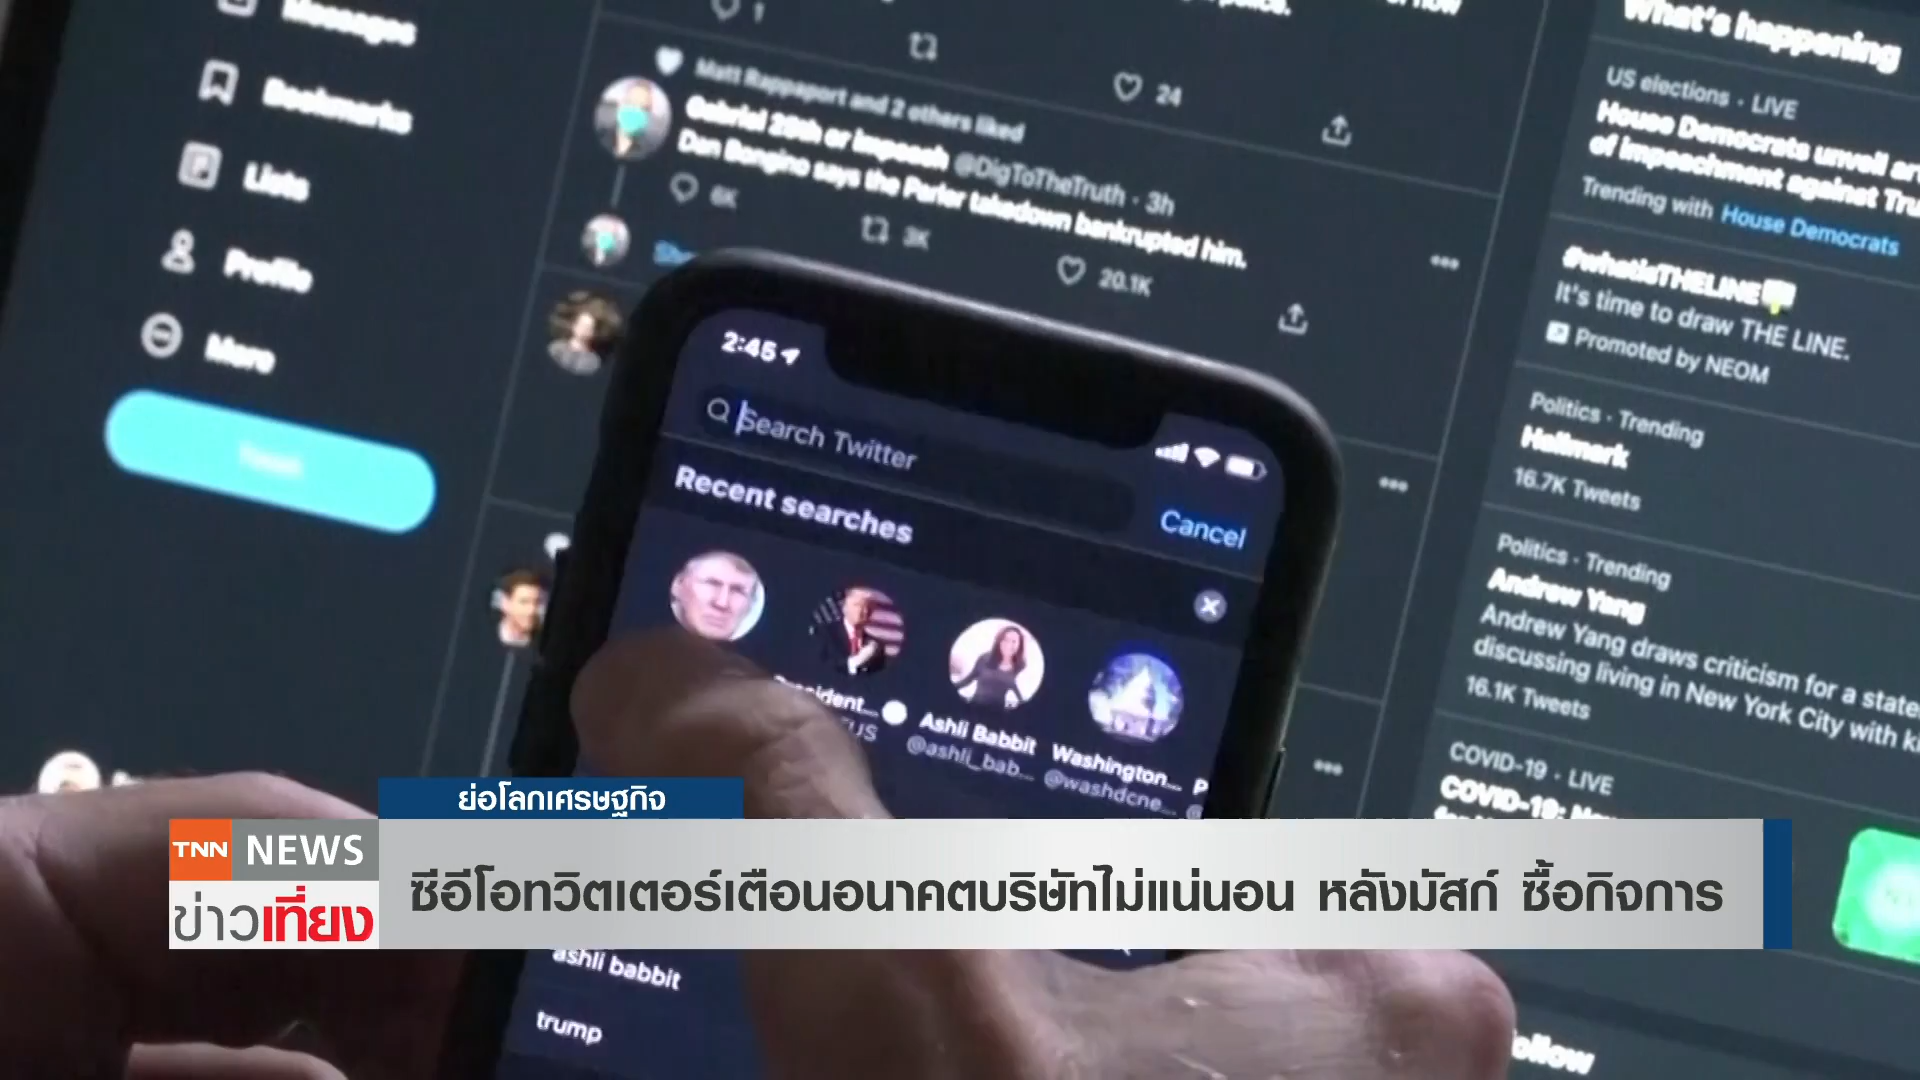 Messages
Bookmarks
Lists
Profile
More
1
24
Matt Rappaport and 2 others liked
Gabriel 28th or Impeach @DigToTheTruth · 3h
Dan Bongino says the Parler takedown bankrupted him.
6K
3K
20.1K
What's happening
US elections · LIVE
House Democrats unveil
of impeachment against
Trending with House Democrats
#whatisTHELINE
It's time to draw THE LINE.
Promoted by NEOM
Politics · Trending
Hallmark
16.7K Tweets
Politics · Trending
Andrew Yang
Andrew Yang draws criticism for a
discussing living in New York City with
16.1K Tweets
COVID-19 · LIVE
COVID-19:
2:45
Search Twitter
Cancel
Recent searches
Ashli Babbit
@ashli_bab...
Washington...
@washdcne...
ย่อโลกเศรษฐกิจ
TNN NEWS
ข่าวเที่ยง
ซีอีโอทวิตเตอร์เตือนอนาคตบริษัทไม่แน่นอน หลังมัสก์ ซื้อกิจการ
ashli babbit
trump